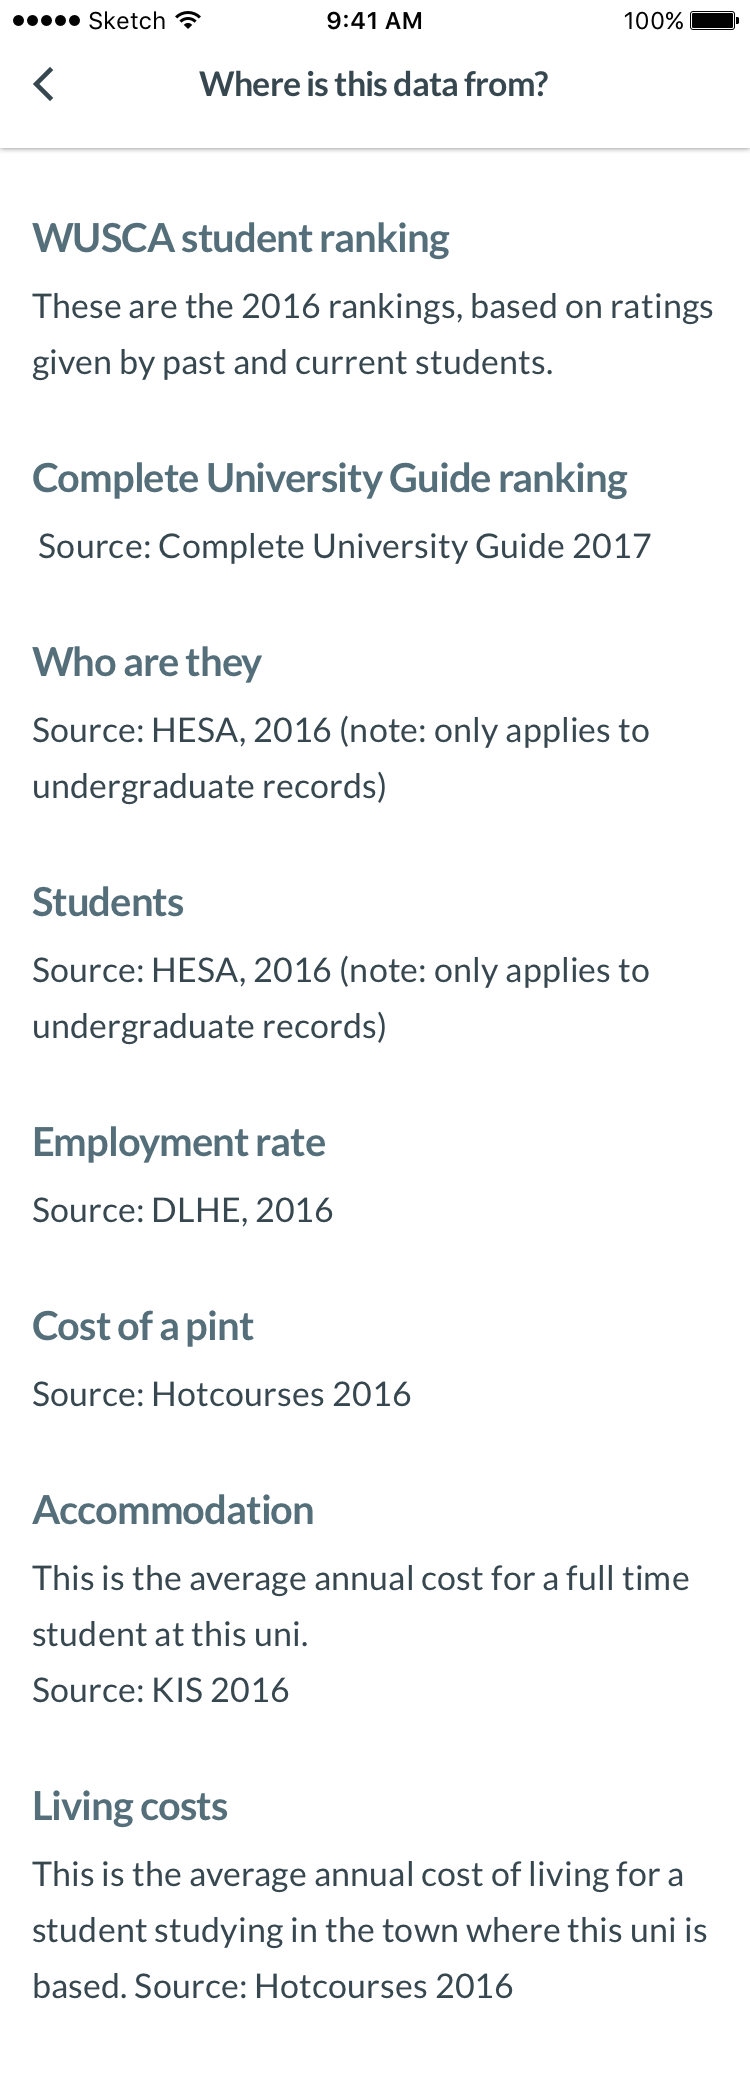 Sketch 9:41 AM 100%
Where is this data from?
WUSCA student ranking
These are the 2016 rankings, based on ratings
given by past and current students.
Complete University Guide ranking
Source: Complete University Guide 2017
Who are they
Source: HESA, 2016 (note: only applies to
undergraduate records)
Students
Source: HESA, 2016 (note: only applies to
undergraduate records)
Employment rate
Source: DLHE, 2016
Cost of a pint
Source: Hotcourses 2016
Accommodation
This is the average annual cost for a full time
student at this uni.
Source: KIS 2016
Living costs
This is the average annual cost of living for a
student studying in the town where this uni is
based. Source: Hotcourses 2016